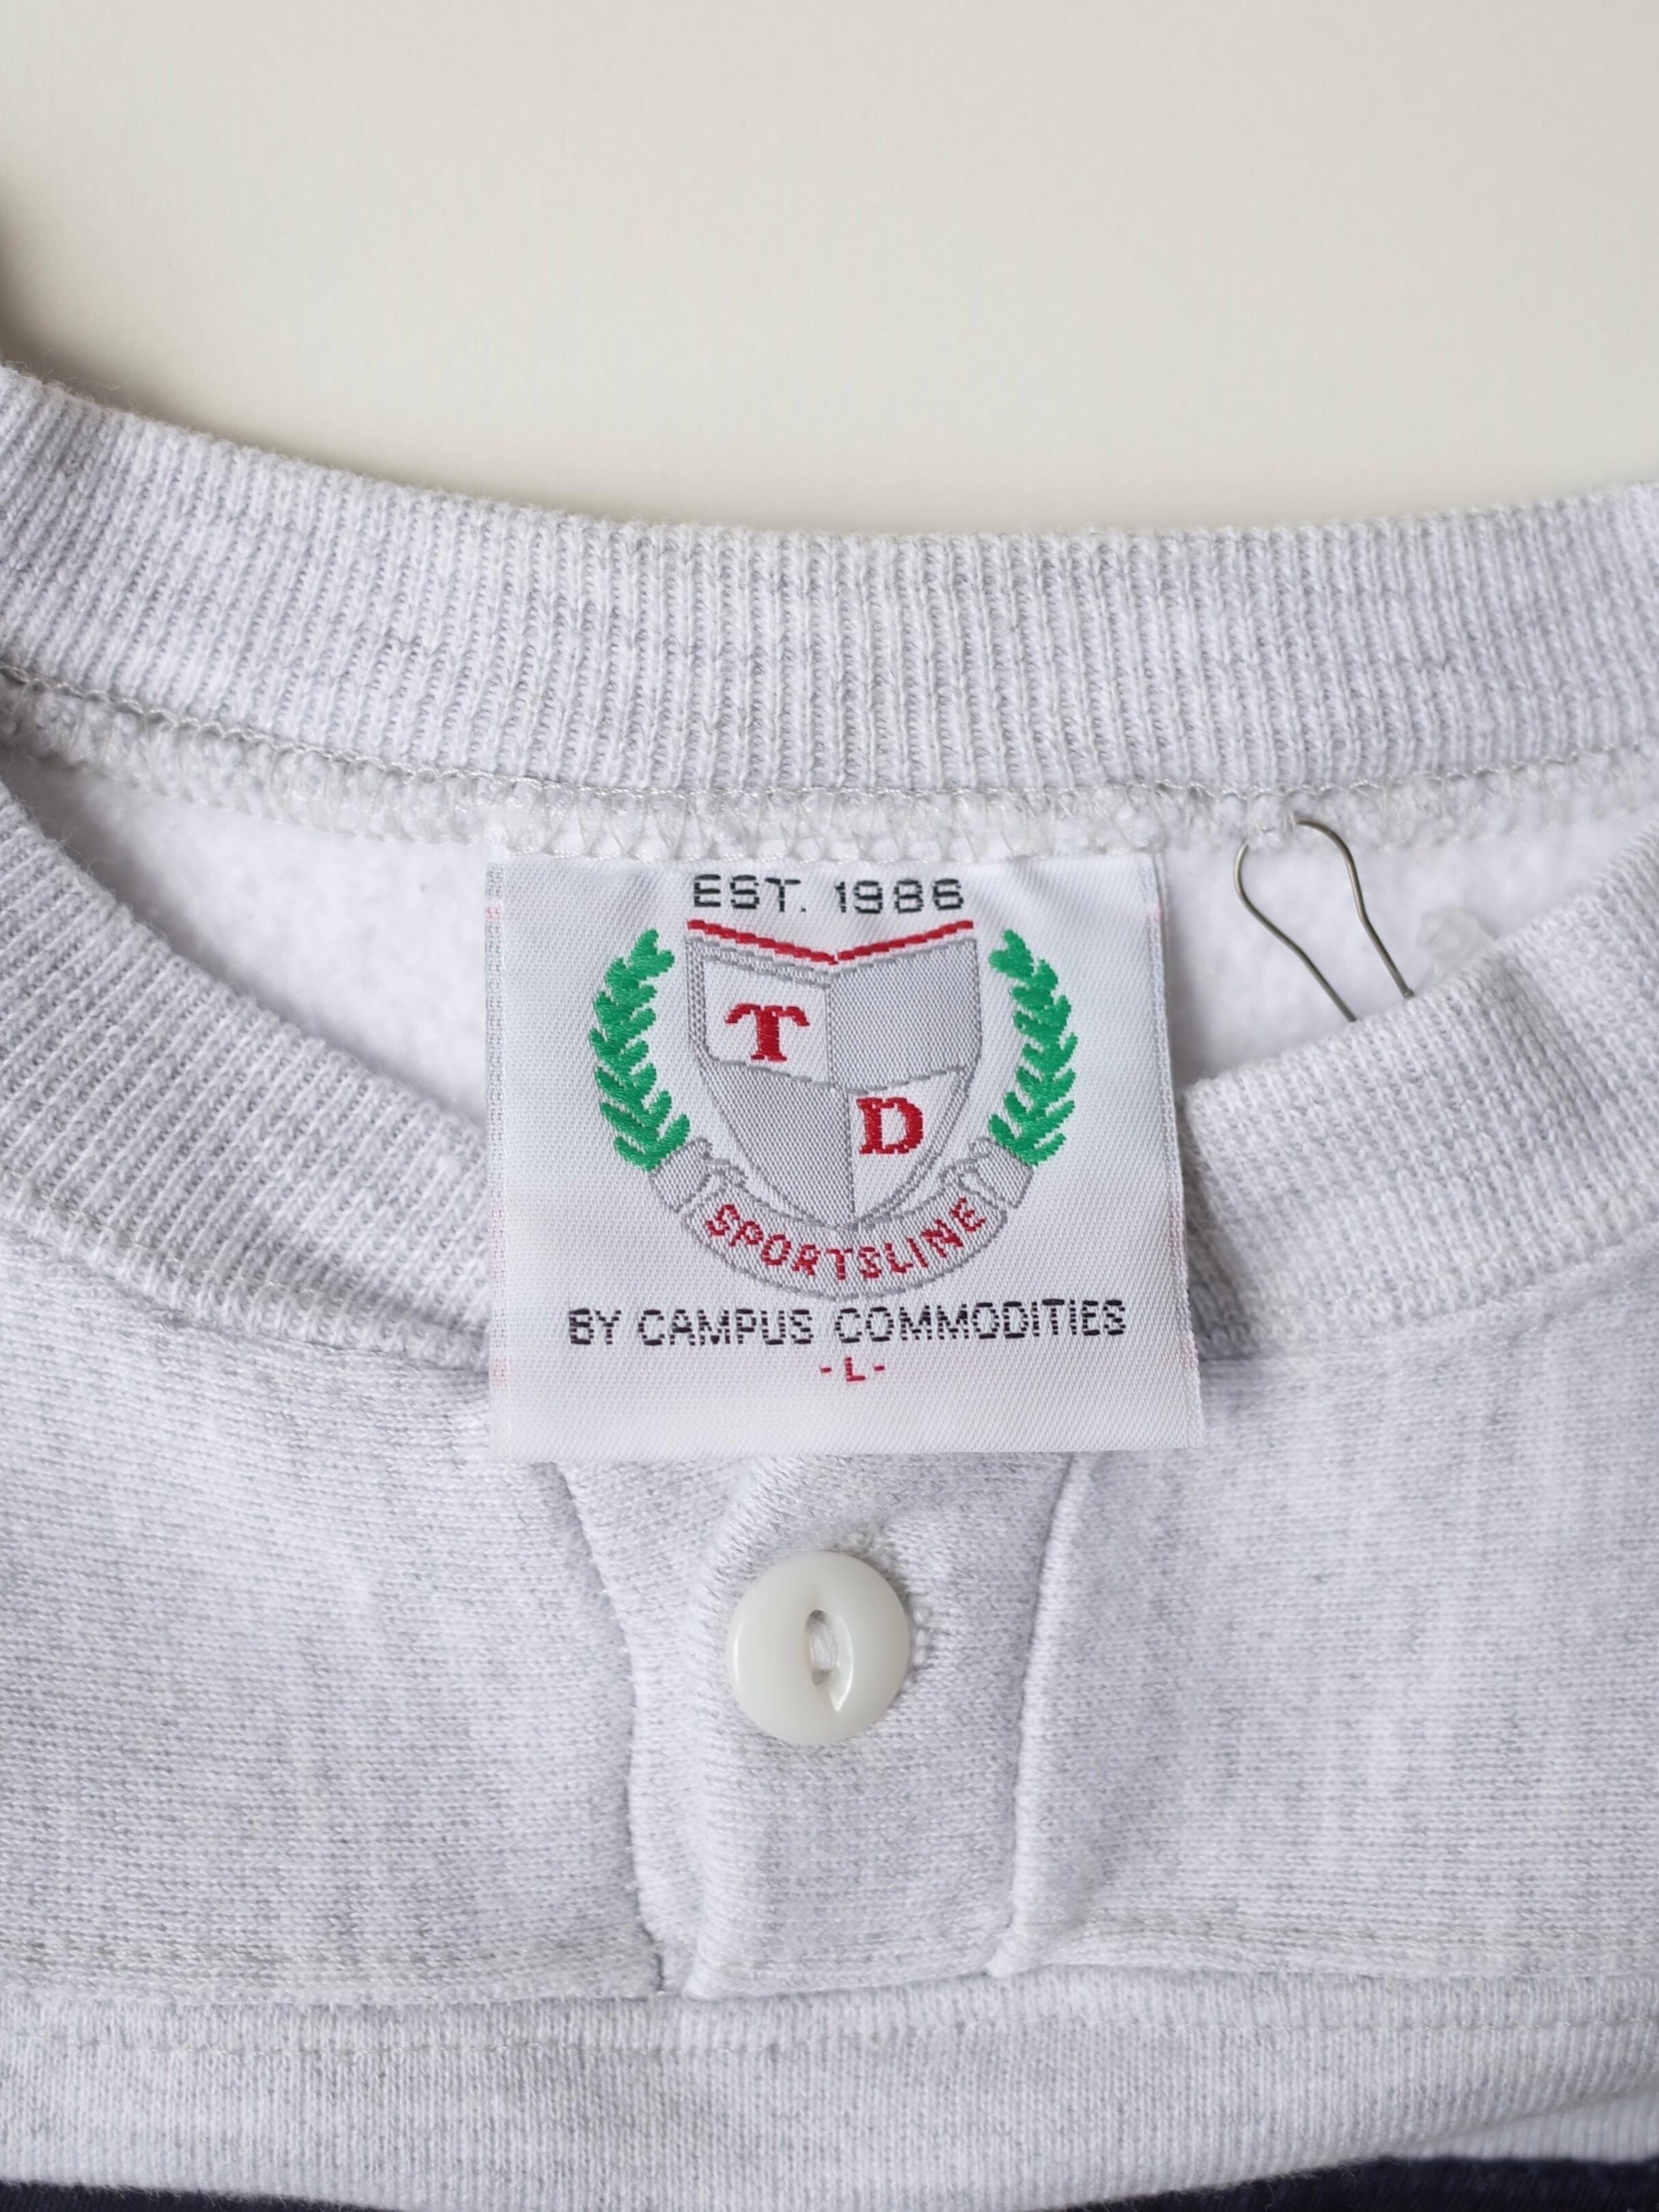 EST. 1986
T
D
SPORTSLINE
BY CAMPUS COMMODITIES
-L-